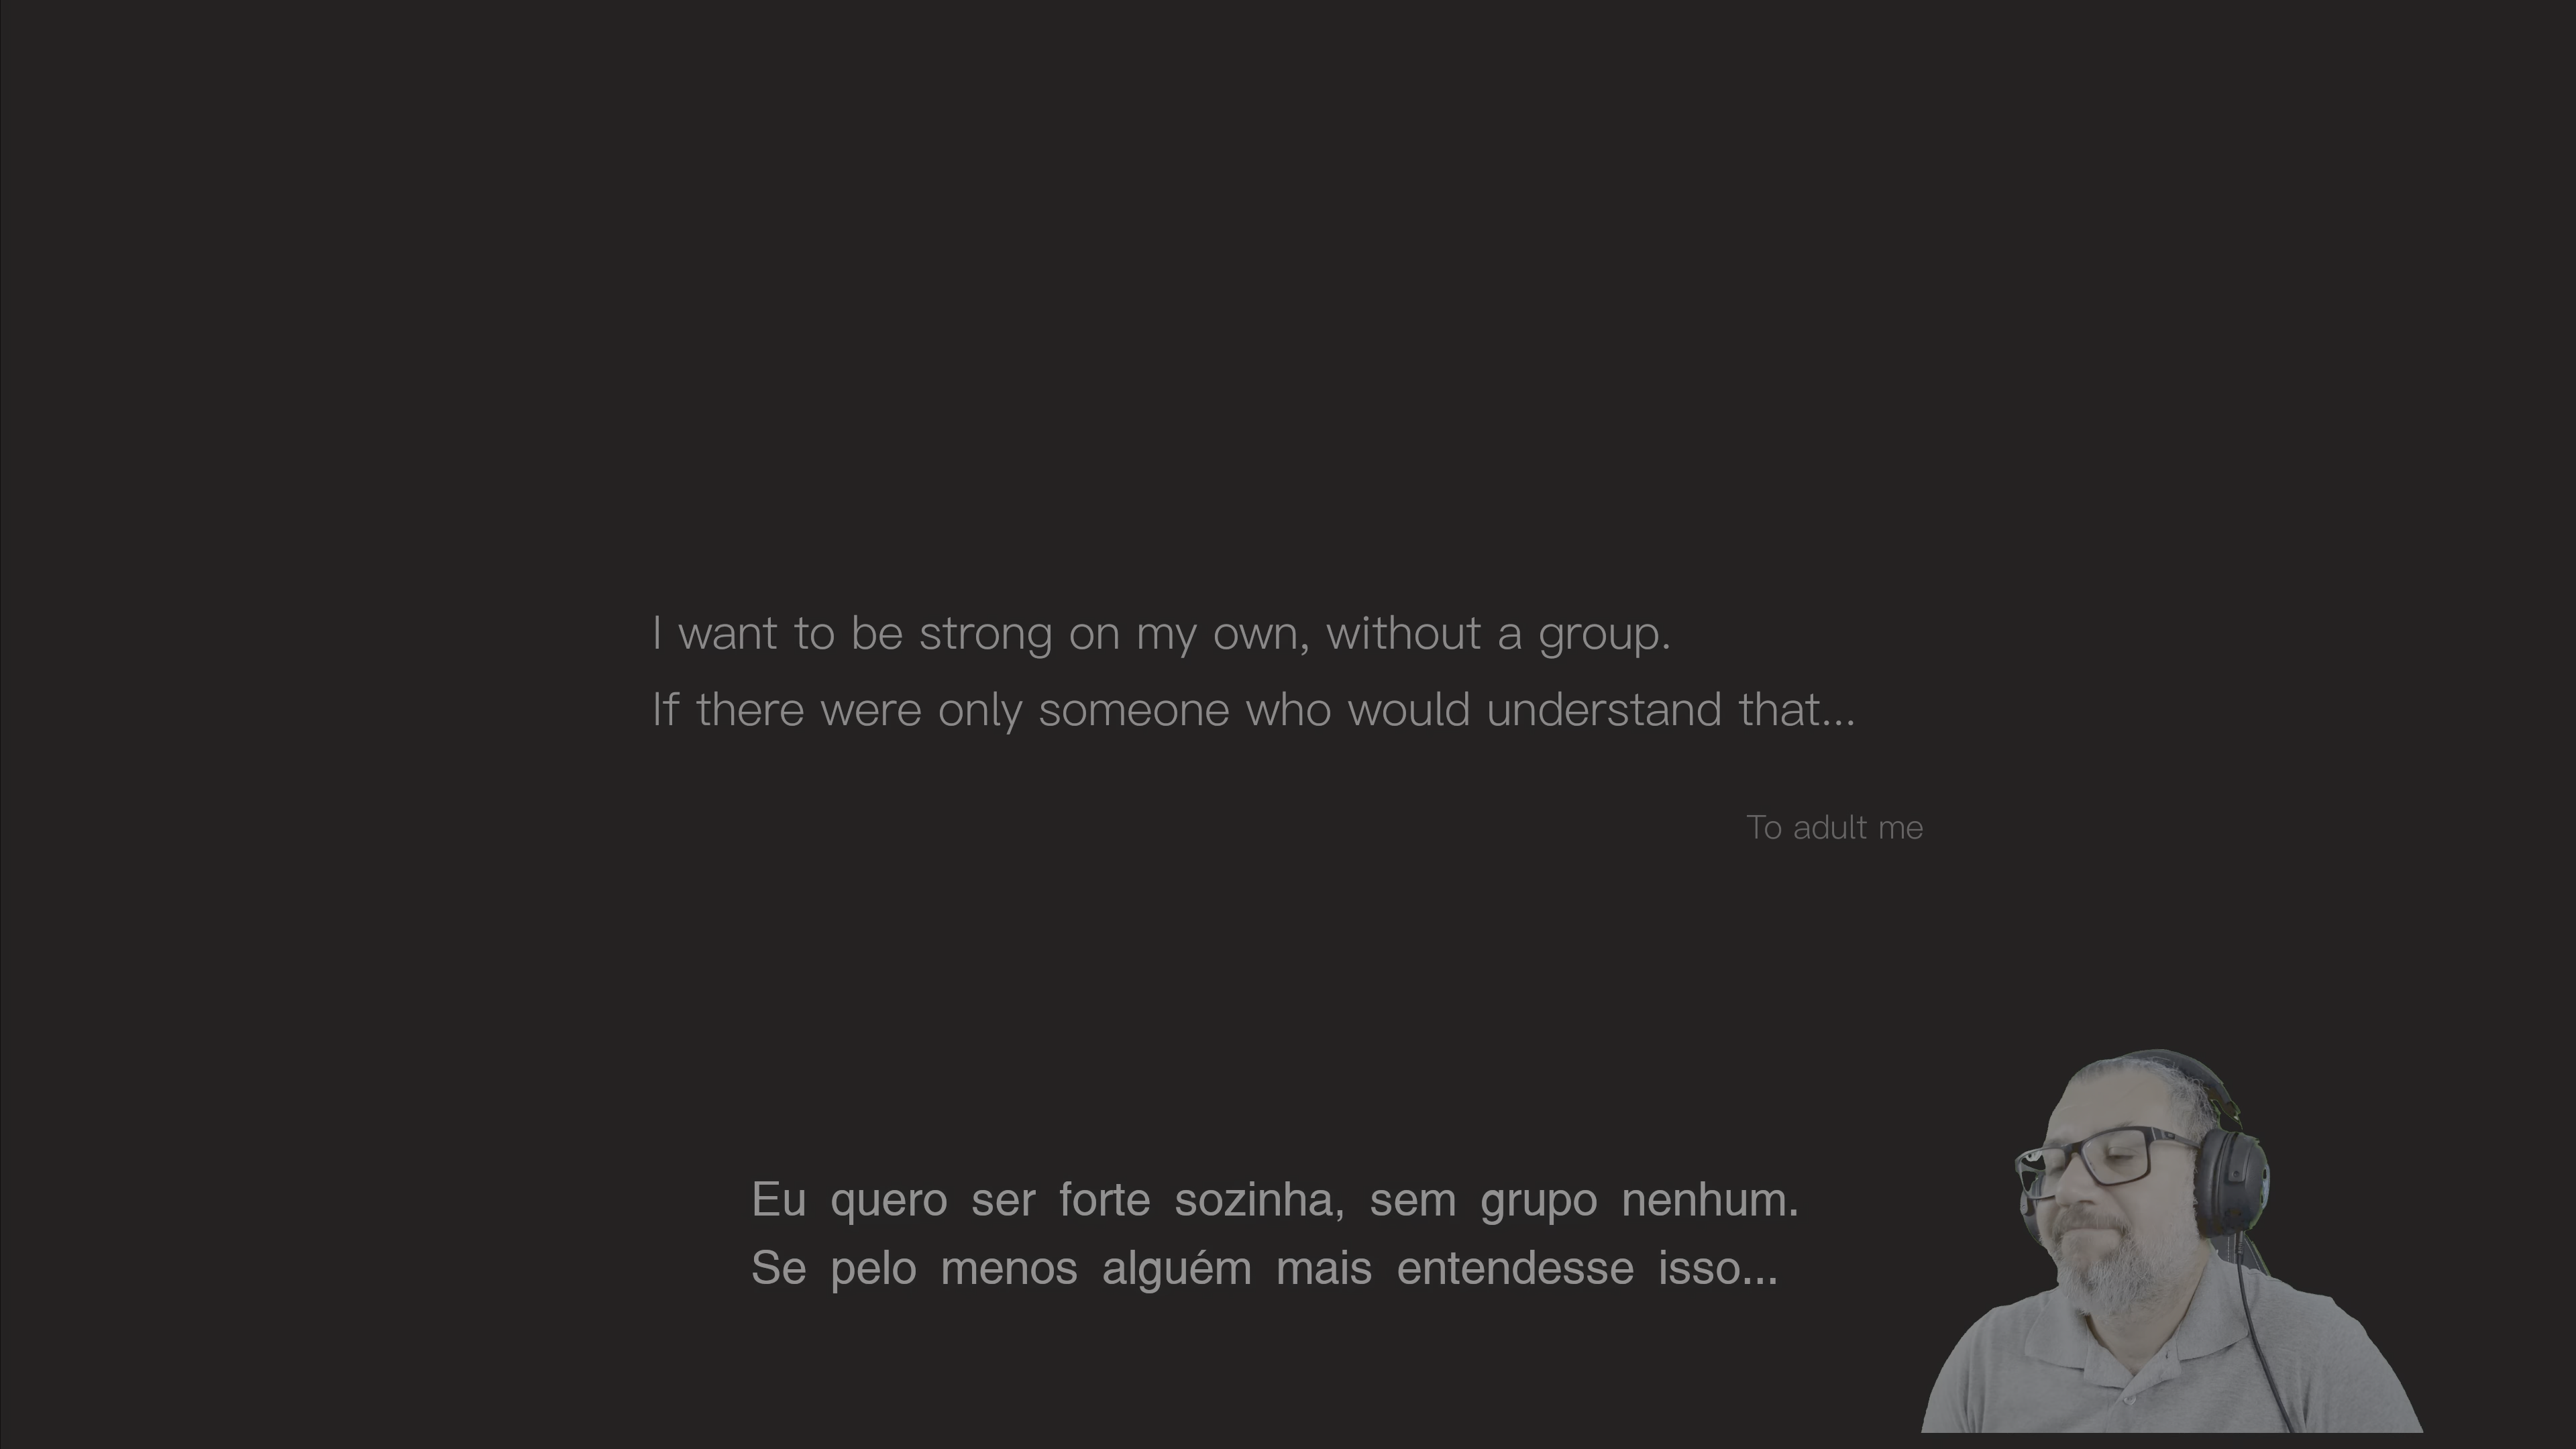 I want to be strong on my own, without a group.
If there were only someone who would understand that...
To adult me
Eu quero ser forte sozinha, sem grupo nenhum.
Se pelo menos alguém mais entendesse isso...